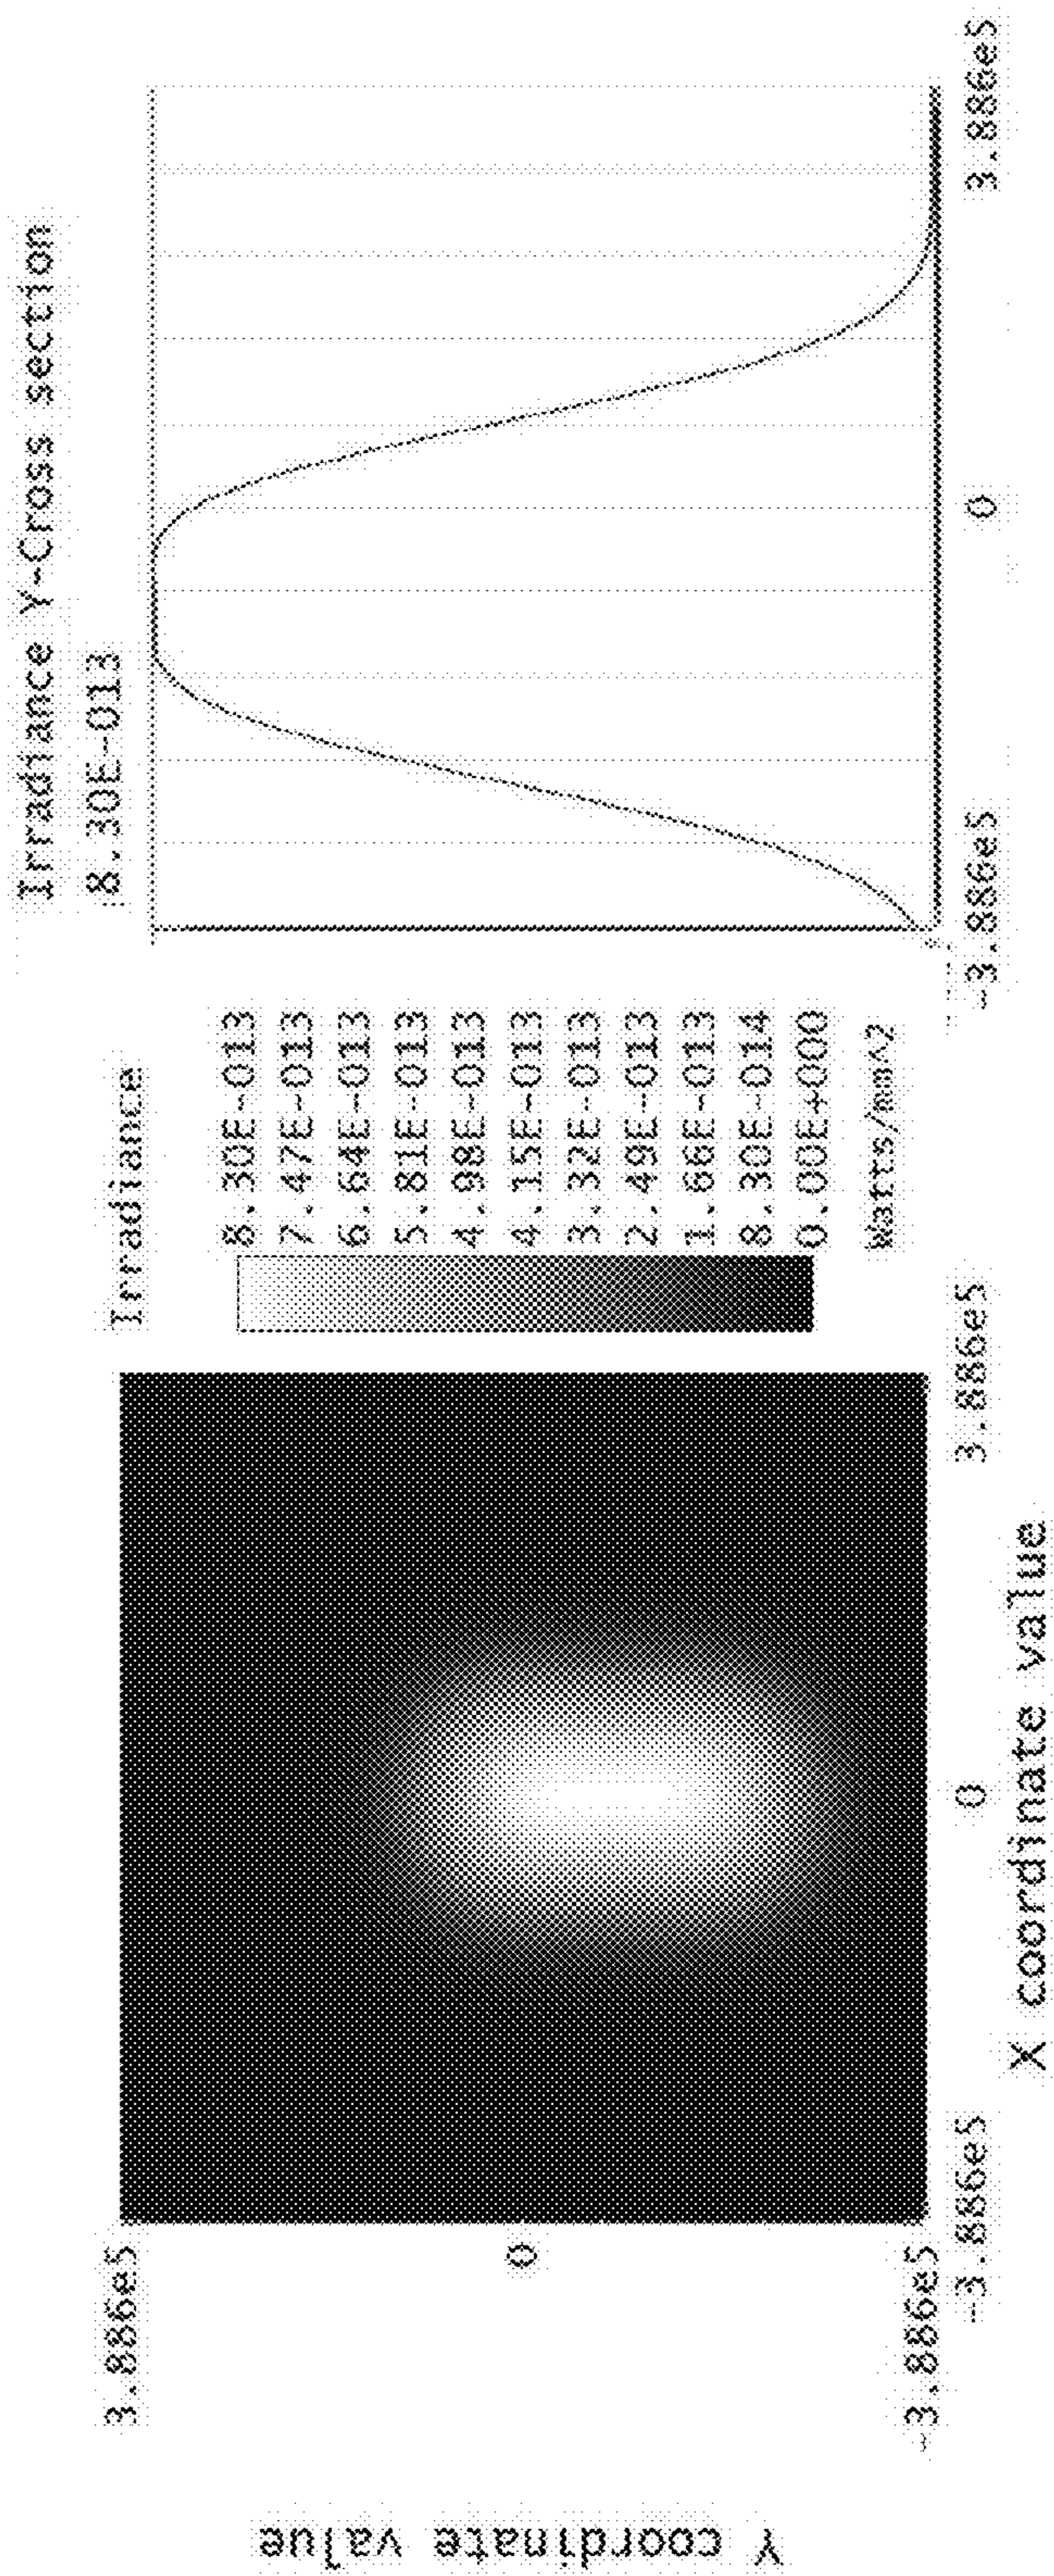 Y coordinate value
3.886e5
0
-3.886e5
-3.886e5
0
3.886e5
X coordinate value
Irradiance
8.30E-013
7.47E-013
6.64E-013
5.81E-013
4.98E-013
4.15E-013
3.32E-013
2.49E-013
1.66E-013
8.30E-014
0.00E+000
Watts/mm^2
Irradiance Y-Cross section
8.30E-013
-3.886e5
0
3.886e5